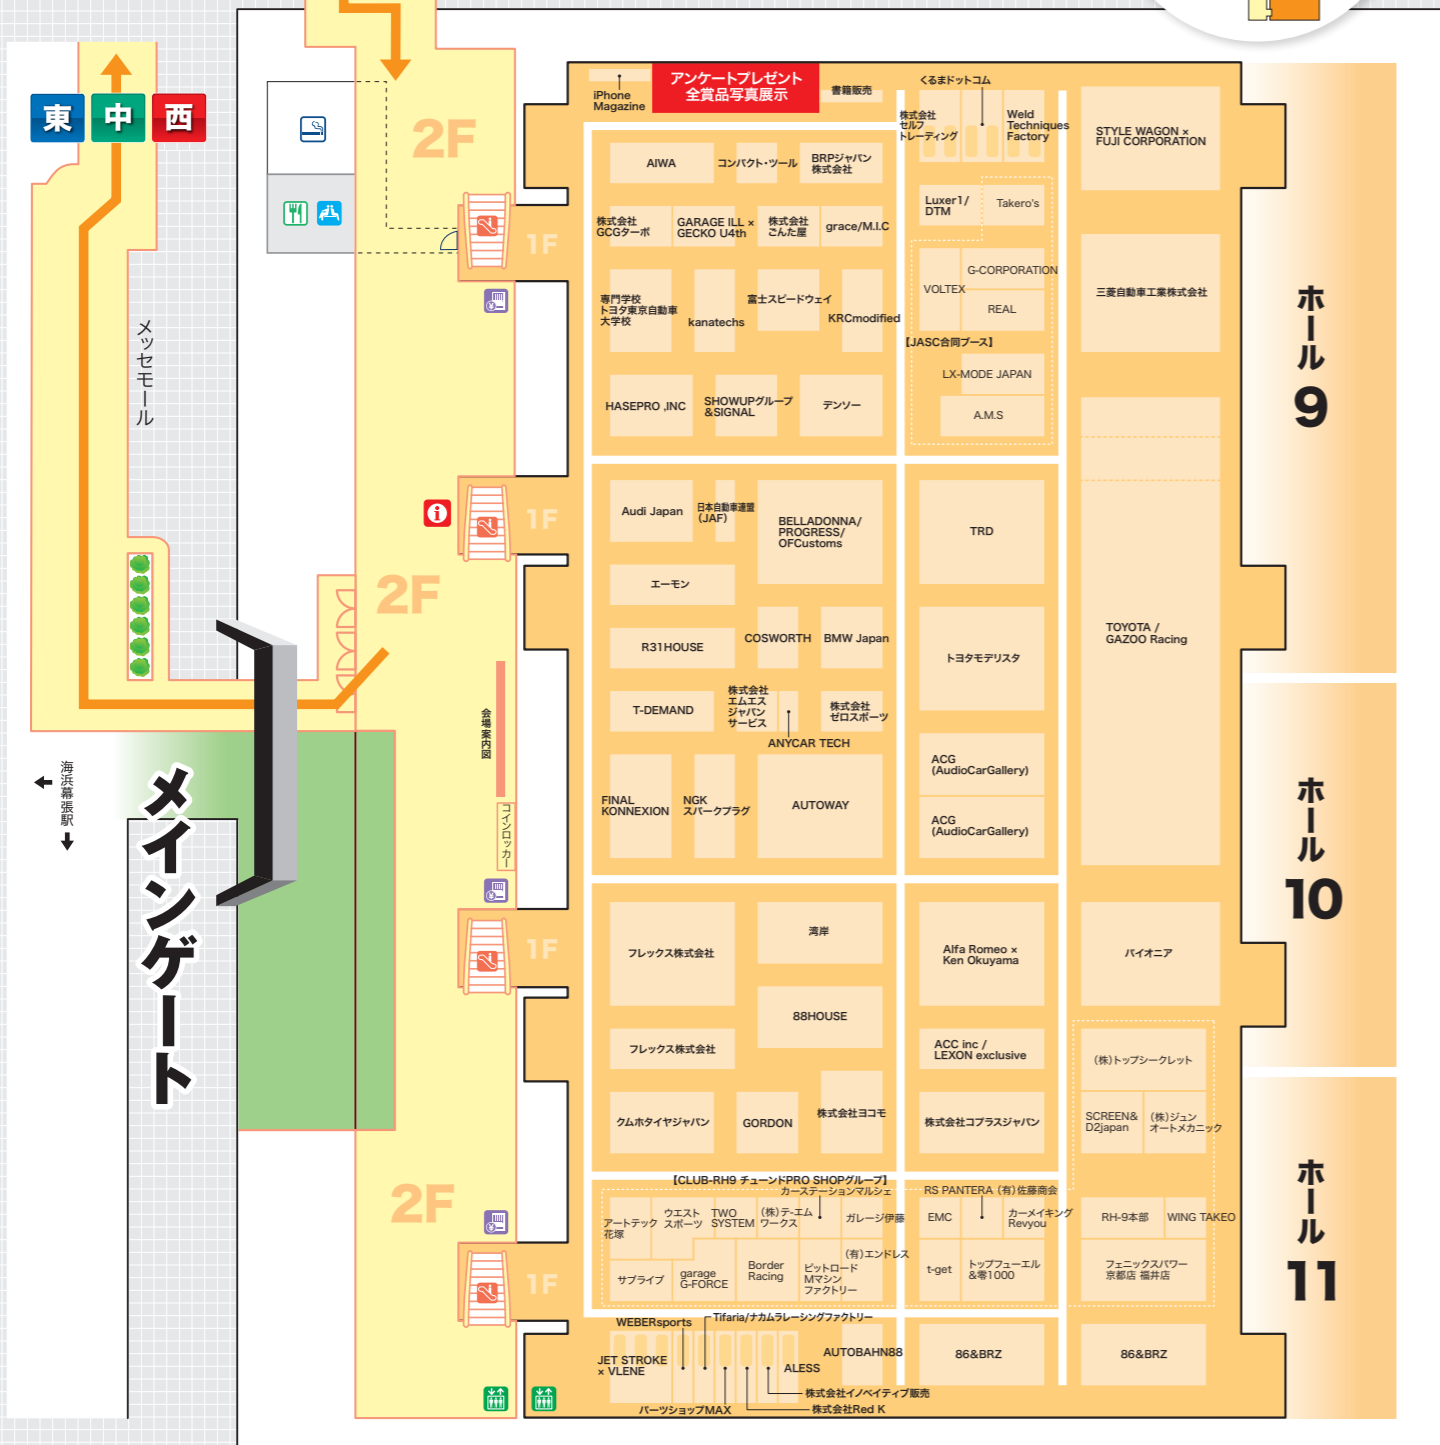 東
中
西
2F
メッセモール
1F
1F
2F
会場案内図
コインロッカー
海浜幕張駅
メインゲート
1F
2F
1F
iPhone
Magazine
アンケートプレゼント
全賞品写真展示
書籍販売
くるまドットコム
株式会社
セルフ
トレーディング
Weld
Techniques
Factory
STYLE WAGON ×
FUJI CORPORATION
AIWA
コンパクト・ツール
BRPジャパン
株式会社
Luxer1/
DTM
Takero's
株式会社
GCGターボ
GARAGE ILL ×
GECKO U4th
株式会社
ごんた屋
grace/M.I.C
VOLTEX
G-CORPORATION
REAL
三菱自動車工業株式会社
専門学校
トヨタ東京自動車
大学校
kanatechs
富士スピードウェイ
KRCmodified
【JASC合同ブース】
LX-MODE JAPAN
A.M.S
HASEPRO ,INC
SHOWUPグループ
&SIGNAL
デンソー
ホール
9
Audi Japan
日本自動車連盟
(JAF)
BELLADONNA/
PROGRESS/
OFCustoms
TRD
エーモン
R31HOUSE
COSWORTH
BMW Japan
トヨタモデリスタ
TOYOTA /
GAZOO Racing
T-DEMAND
株式会社
エムエス
ジャパン
サービス
ANYCAR TECH
株式会社
ゼロスポーツ
ACG
(AudioCarGallery)
ACG
(AudioCarGallery)
FINAL
KONNEXION
NGK
スパークプラグ
AUTOWAY
ホール
10
フレックス株式会社
湾岸
88HOUSE
Alfa Romeo ×
Ken Okuyama
パイオニア
フレックス株式会社
ACC inc /
LEXON exclusive
(株)トップシークレット
クムホタイヤジャパン
GORDON
株式会社ヨコモ
株式会社コプラスジャパン
SCREEN&
D2japan
(株)ジュン
オートメカニック
【CLUB-RH9 チューンドPRO SHOPグループ】
カーステーションマルシェ
RS PANTERA
(有)佐藤商会
アートテック
花塚
ウエスト
スポーツ
TWO
SYSTEM
(株)テ-エム
ワークス
ガレージ伊藤
EMC
カーメイキング
Revyou
RH-9本部
WING TAKEO
(有)エンドレス
サブライブ
garage
G-FORCE
Border
Racing
ピットロード
Mマシン
ファクトリー
t-get
トップフューエル
&零1000
フェニックスパワー
京都店 福井店
ホール
11
WEBERsports
Tifaria/ナカムラレーシングファクトリー
JET STROKE
× VLENE
ALESS
AUTOBAHN88
86&BRZ
86&BRZ
株式会社イノベイティブ販売
パーツショップMAX
株式会社Red K